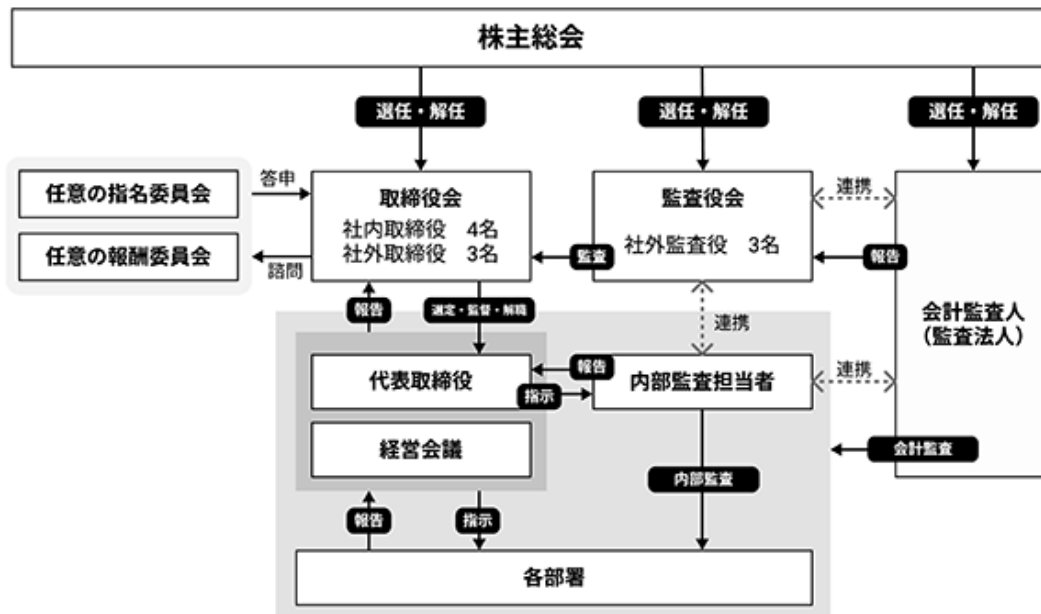 株主総会
選任・解任
選任・解任
選任・解任
任意の指名委員会
任意の報酬委員会
答申
諮問
取締役会
社内取締役 4名
社外取締役 3名
監査
監査役会
社外監査役 3名
連携
報告
会計監査人
(監査法人)
報告
選定・監督・解職
連携
代表取締役
報告
指示
内部監査担当者
連携
経営会議
会計監査
内部監査
報告
指示
各部署